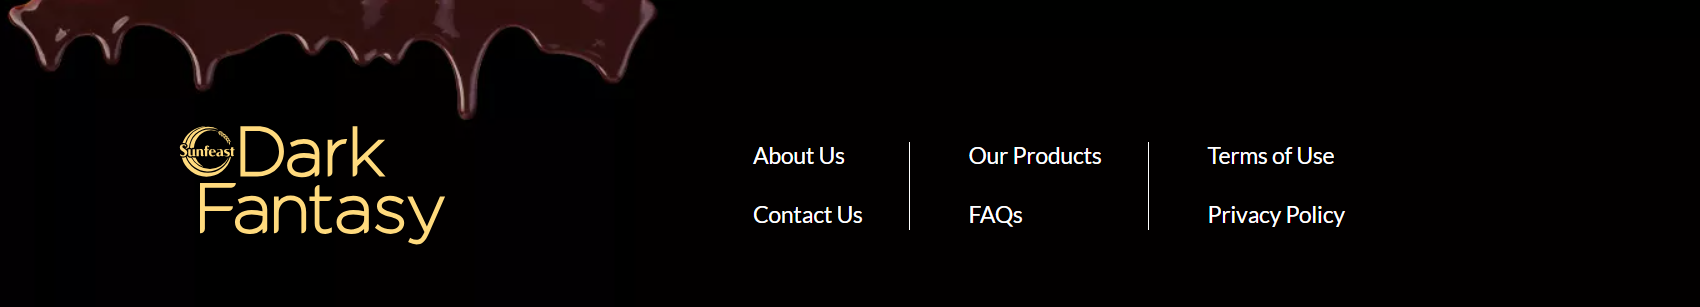 Sunfeast
Dark
Fantasy
About Us
Contact Us
Our Products
FAQs
Terms of Use
Privacy Policy